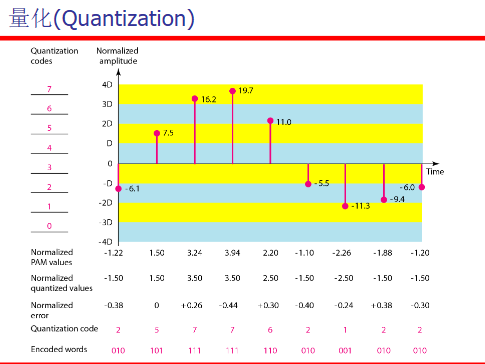 量化(Quantization)
Quantization codes
Normalized amplitude
7
6
5
4
3
2
1
0
4D
3D
2D
D
0
-D
-2D
-3D
-4D
-6.1
7.5
16.2
19.7
11.0
-5.5
-11.3
-9.4
-6.0
Time
Normalized PAM values -1.22 1.50 3.24 3.94 2.20 -1.10 -2.26 -1.88 -1.20
Normalized quantized values -1.50 1.50 3.50 3.50 2.50 -1.50 -2.50 -1.50 -1.50
Normalized error -0.38 0 +0.26 -0.44 +0.30 -0.40 -0.24 +0.38 -0.30
Quantization code 2 5 7 7 6 2 1 2 2
Encoded words 010 101 111 111 110 010 001 010 010